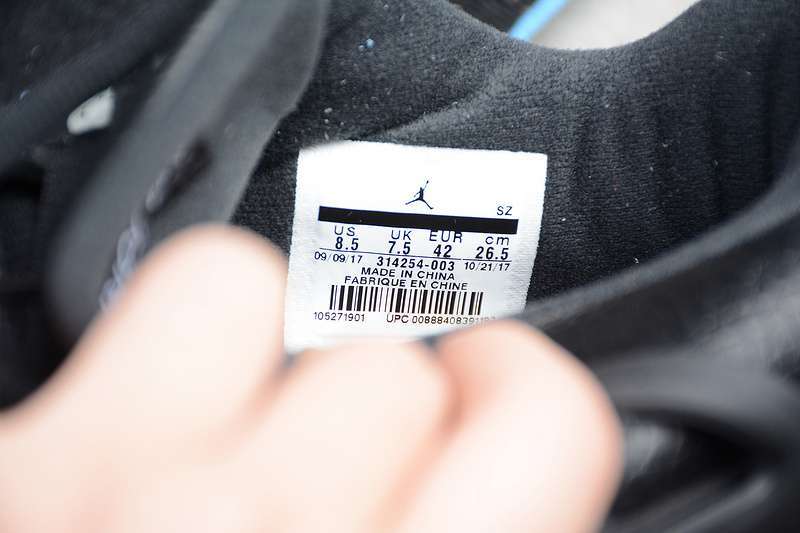 SZ
US UK EUR cm
8.5 7.5 42 26.5
09/09/17 314254-003 10/21/17
MADE IN CHINA
FABRIQUE EN CHINE
105271901 UPC